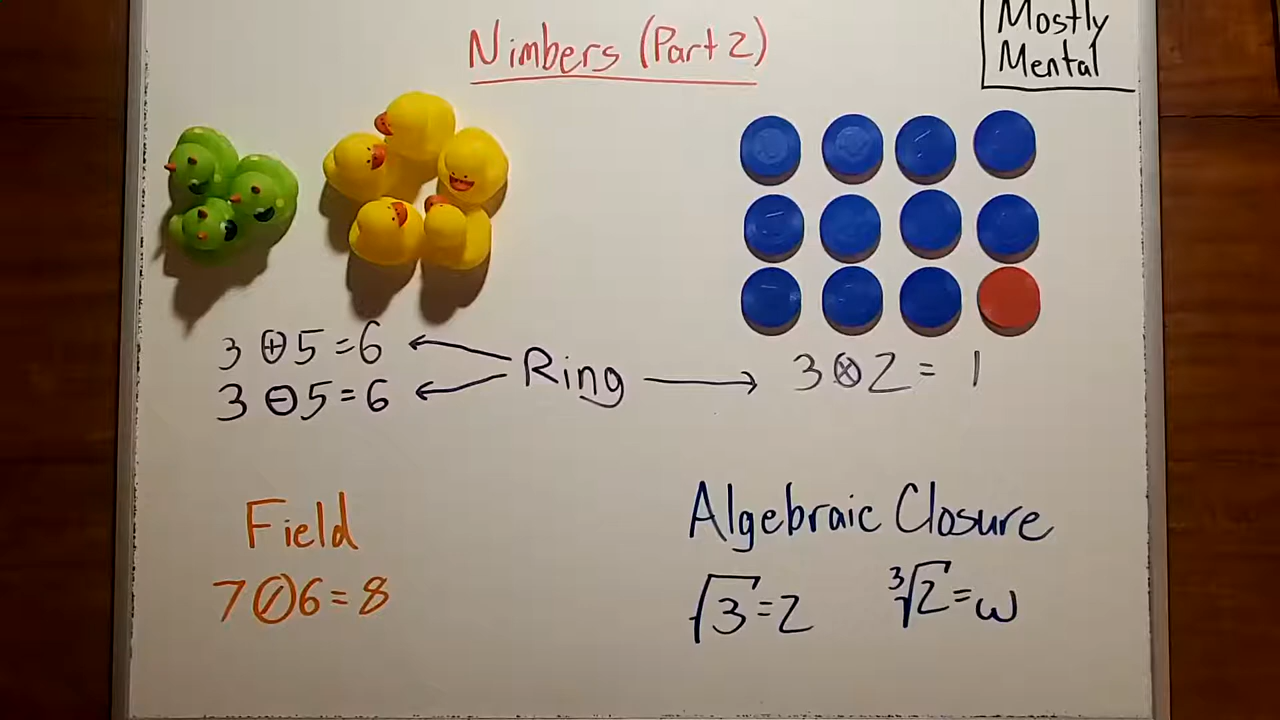 Nimbers (Part 2)
Mostly
Mental
3 ⊕ 5 = 6
3 ⊖ 5 = 6
Ring
3 ⊗ 2 = 1
Field
7 ⊘ 6 = 8
Algebraic Closure
√3 = 2
∛2 = ω